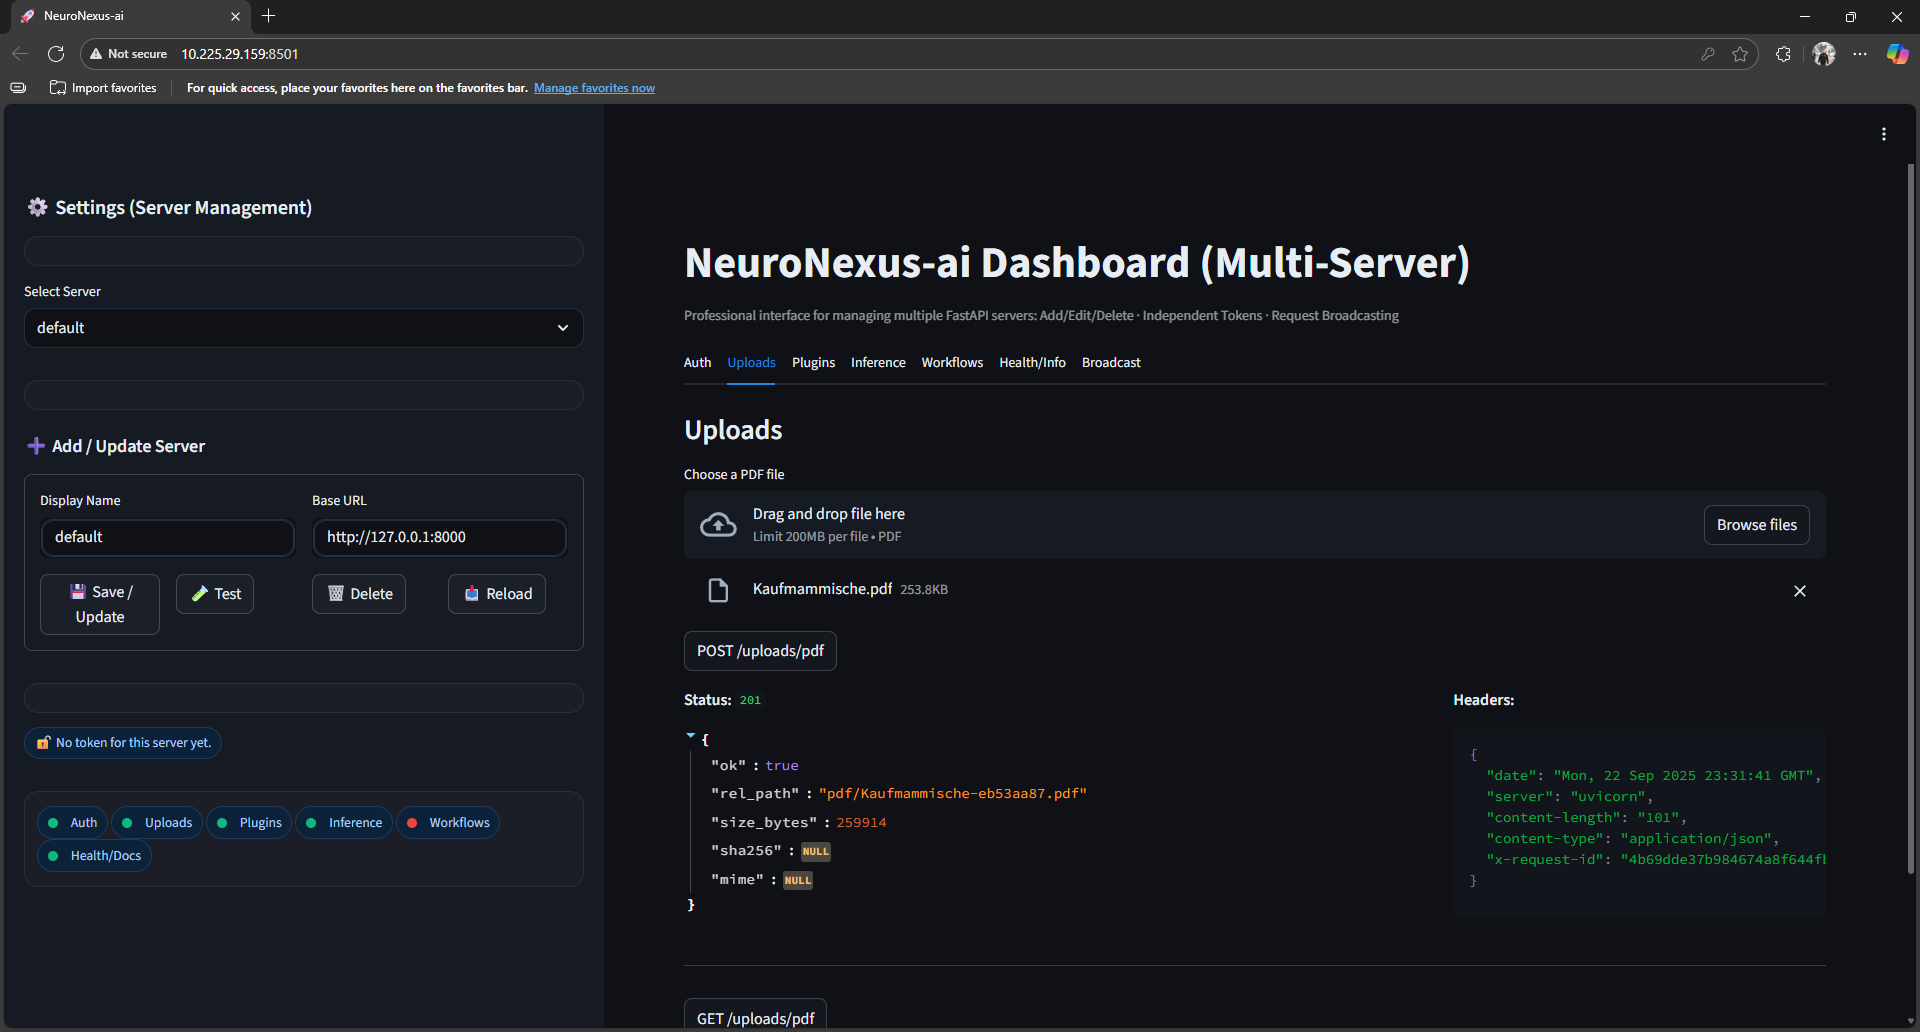 NeuroNexus-ai
Not secure 10.225.29.159:8501
Import favorites For quick access, place your favorites here on the favorites bar. Manage favorites now
Settings (Server Management)
Select Server
default
Add / Update Server
Display Name Base URL
default http://127.0.0.1:8000
Save / Update Test Delete Reload
No token for this server yet.
Auth Uploads Plugins Inference Workflows
Health/Docs
NeuroNexus-ai Dashboard (Multi-Server)
Professional interface for managing multiple FastAPI servers: Add/Edit/Delete · Independent Tokens · Request Broadcasting
Auth Uploads Plugins Inference Workflows Health/Info Broadcast
Uploads
Choose a PDF file
Drag and drop file here
Limit 200MB per file • PDF
Browse files
Kaufmammische.pdf 253.8KB
POST /uploads/pdf
Status: 201
{
"ok" : true
"rel_path" : "pdf/Kaufmammische-eb53aa87.pdf"
"size_bytes" : 259914
"sha256" : NULL
"mime" : NULL
}
Headers:
{
"date": "Mon, 22 Sep 2025 23:31:41 GMT",
"server": "uvicorn",
"content-length": "101",
"content-type": "application/json",
"x-request-id": "4b69dde37b984674a8f644f
}
GET /uploads/pdf